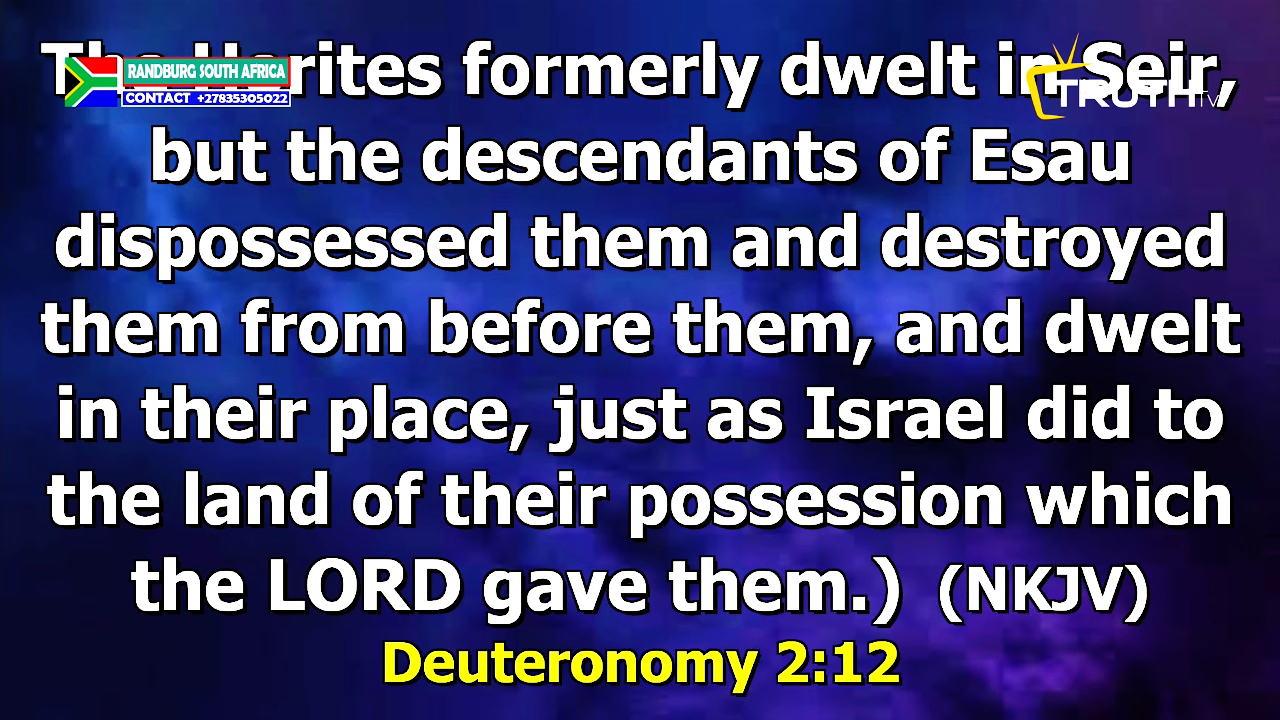 The Horites formerly dwelt in Seir,
but the descendants of Esau
dispossessed them and destroyed
them from before them, and dwelt
in their place, just as Israel did to
the land of their possession which
the LORD gave them.) (NKJV)
Deuteronomy 2:12
RANDBURG SOUTH AFRICA
CONTACT +27835305022
TRUTH TV